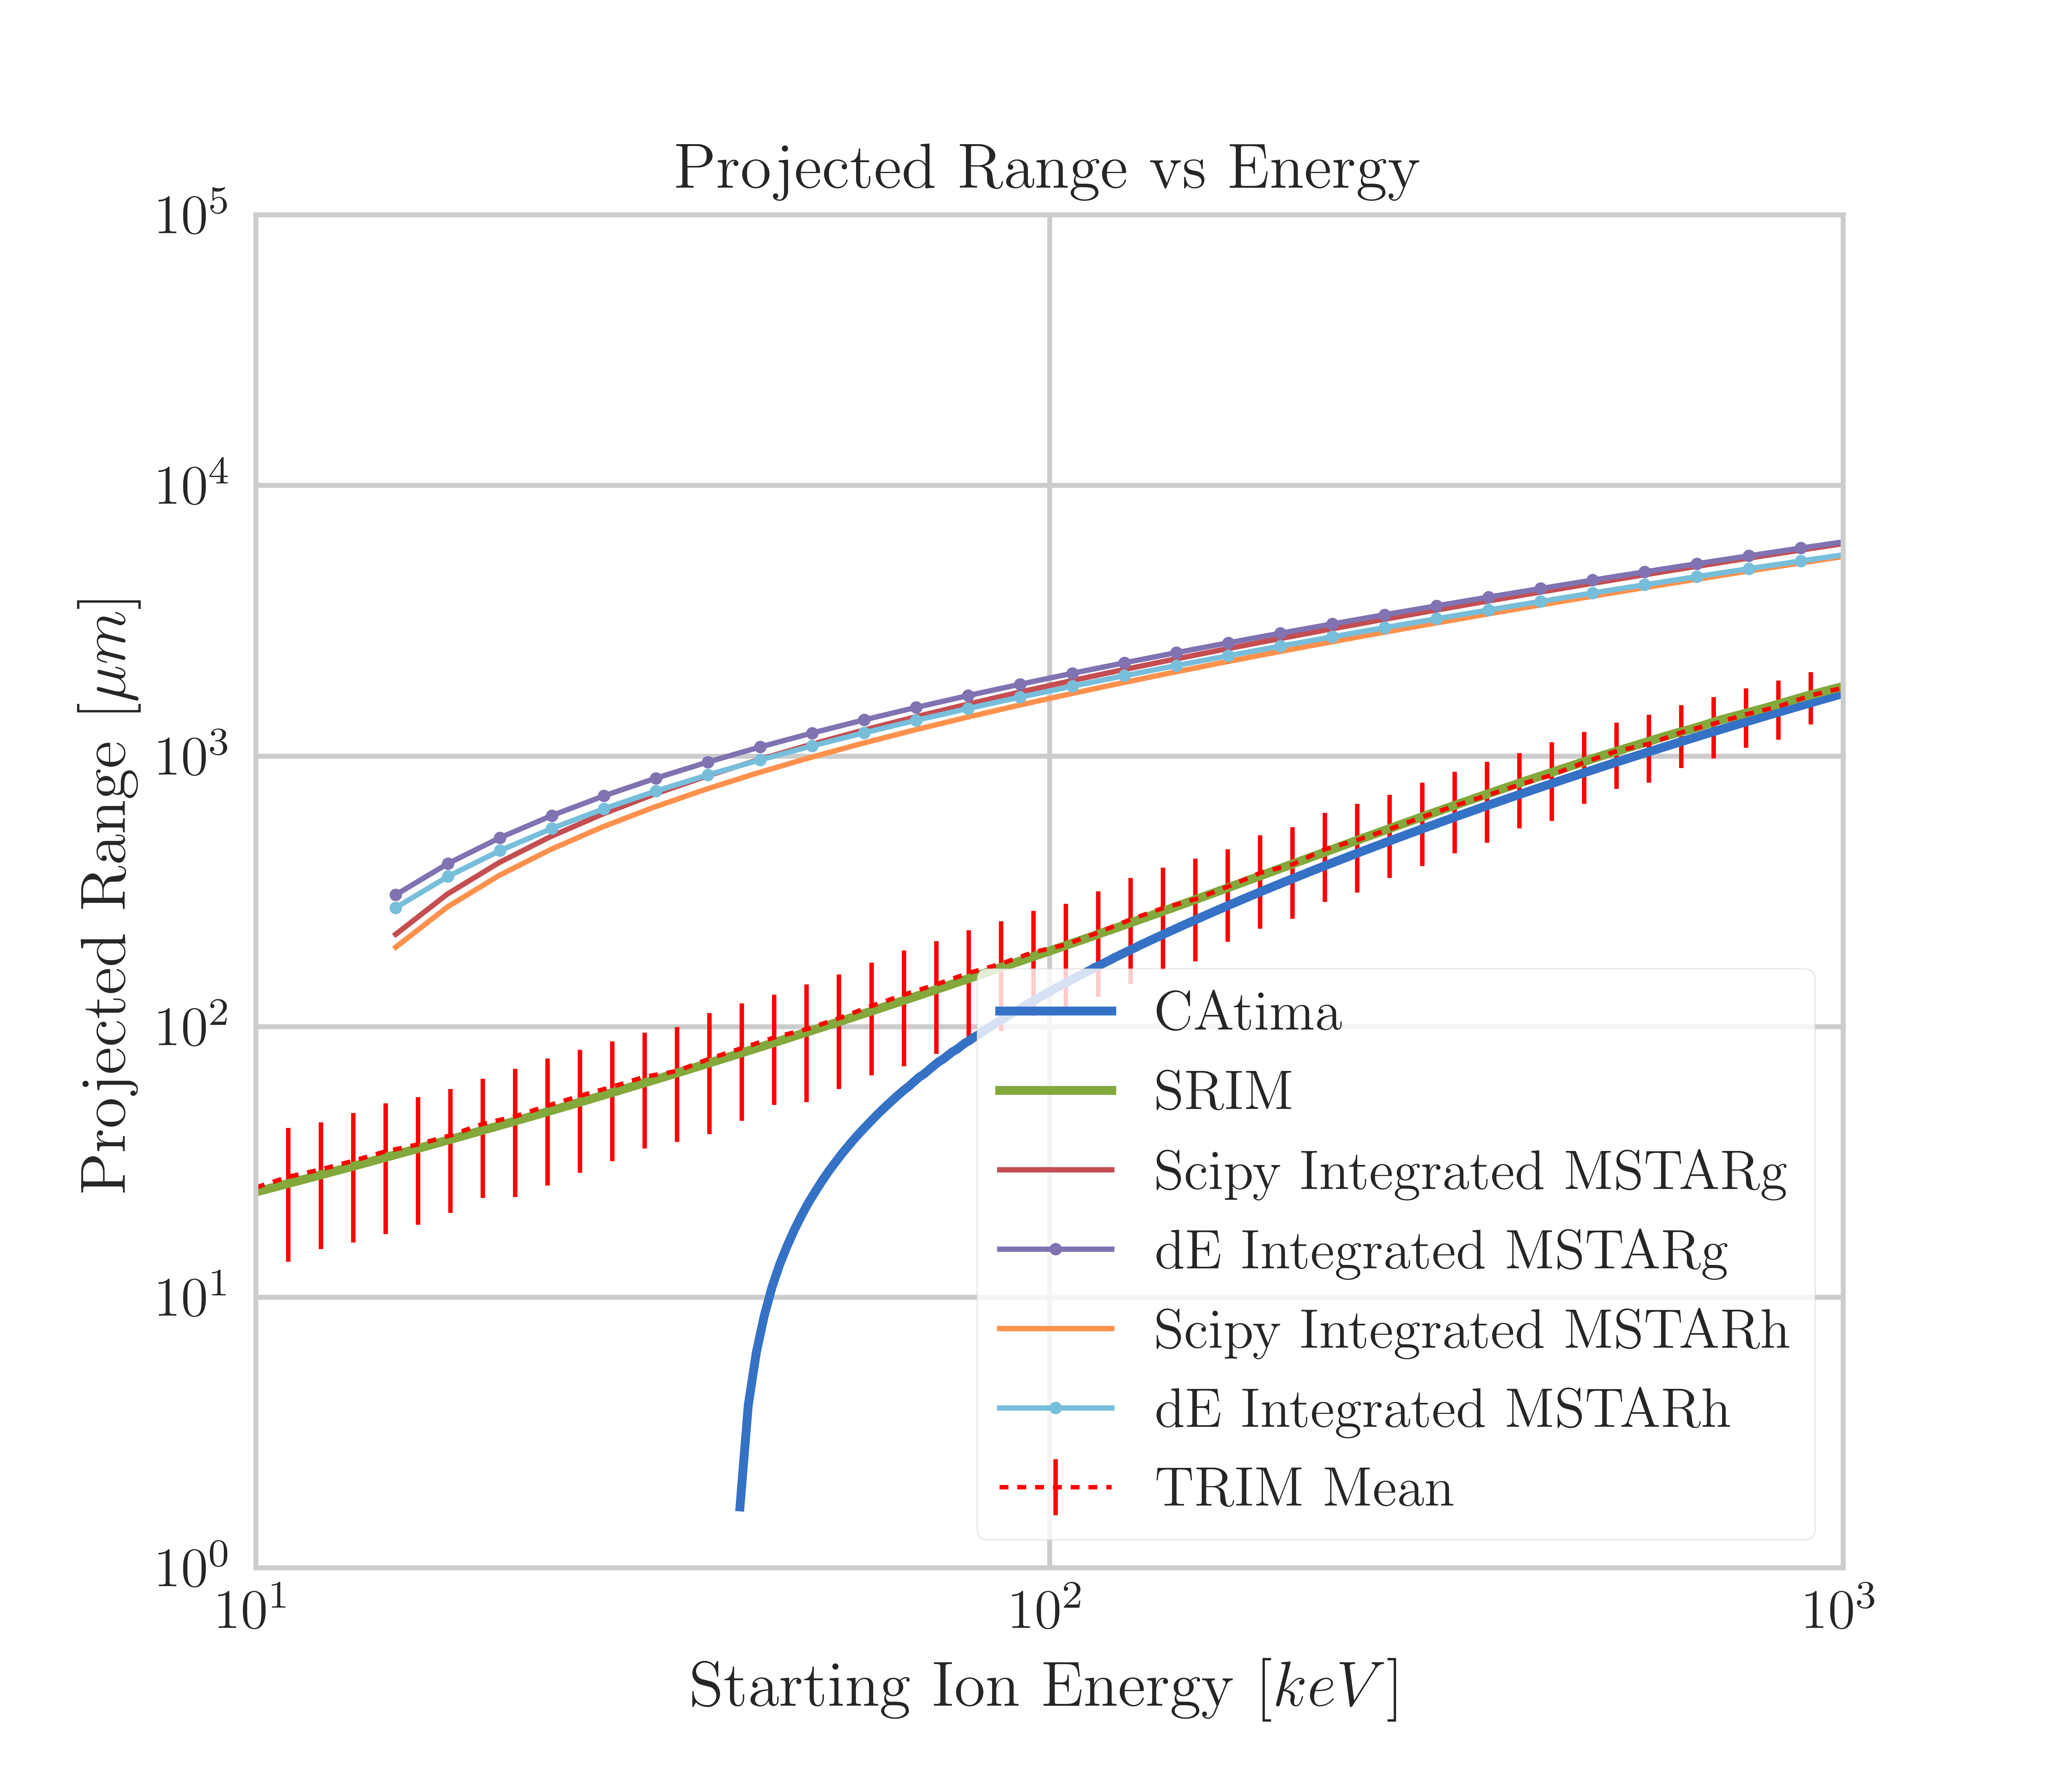 Projected Range vs Energy
10^5
10^4
10^3
10^2
10^1
10^0
Projected Range [μm]
CAtima
SRIM
Scipy Integrated MSTARg
dE Integrated MSTARg
Scipy Integrated MSTARh
dE Integrated MSTARh
TRIM Mean
10^1 10^2 10^3
Starting Ion Energy [keV]